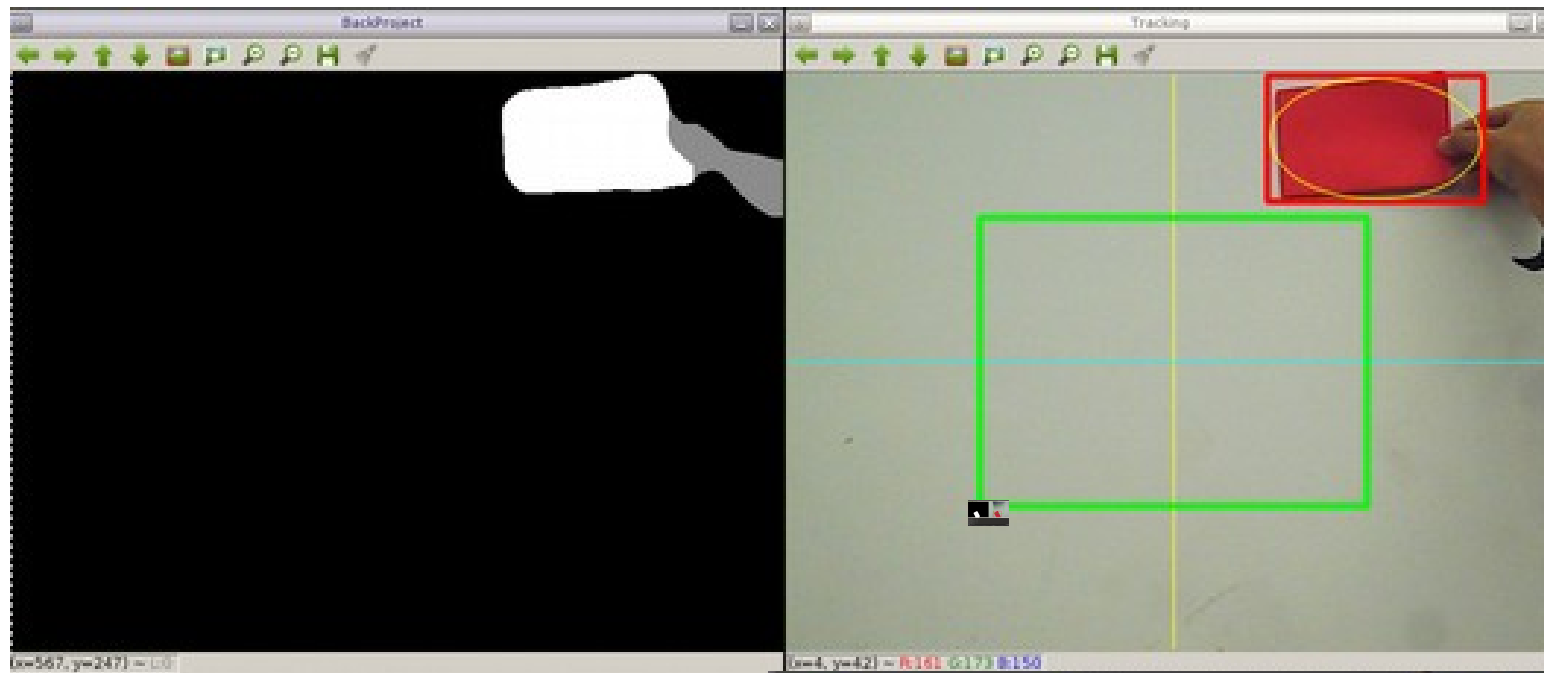 BackProject
Tracking
(x=567, y=247) ~ L:0
(x=4, y=42) ~ R:161 G:173 B:150